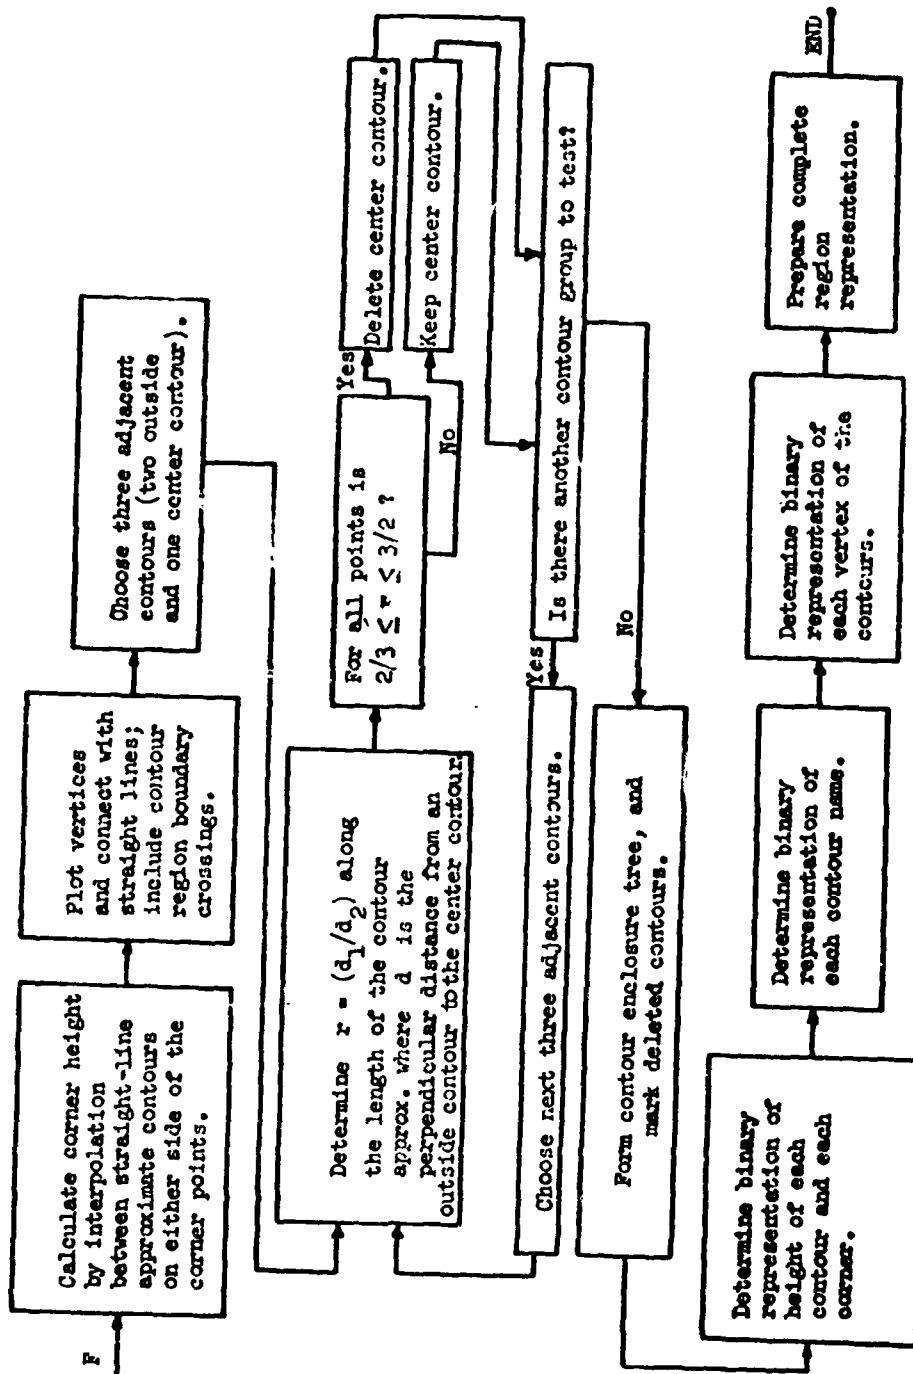 F
Calculate corner height
by interpolation
between straight-line
approximate contours
on either side of the
corner points.
Plot vertices
and connect with
straight lines;
include contour
region boundary
crossings.
Choose three adjacent
contours (two outside
and one center contour).
Determine r = (d₁/d₂) along
the length of the contour
approx. where d is the
perpendicular distance from an
outside contour to the center contour.
For all points is
2/3 ≤ r ≤ 3/2 ?
Yes
Delete center contour.
No
Keep center contour.
Is there another contour group to test?
Yes
Choose next three adjacent contours.
No
Form contour enclosure tree, and
mark deleted contours.
Determine binary
representation of
height of each
contour and each
corner.
Determine binary
representation of
each contour name.
Determine binary
representation of
each vertex of the
contours.
Prepare complete
region
representation.
END